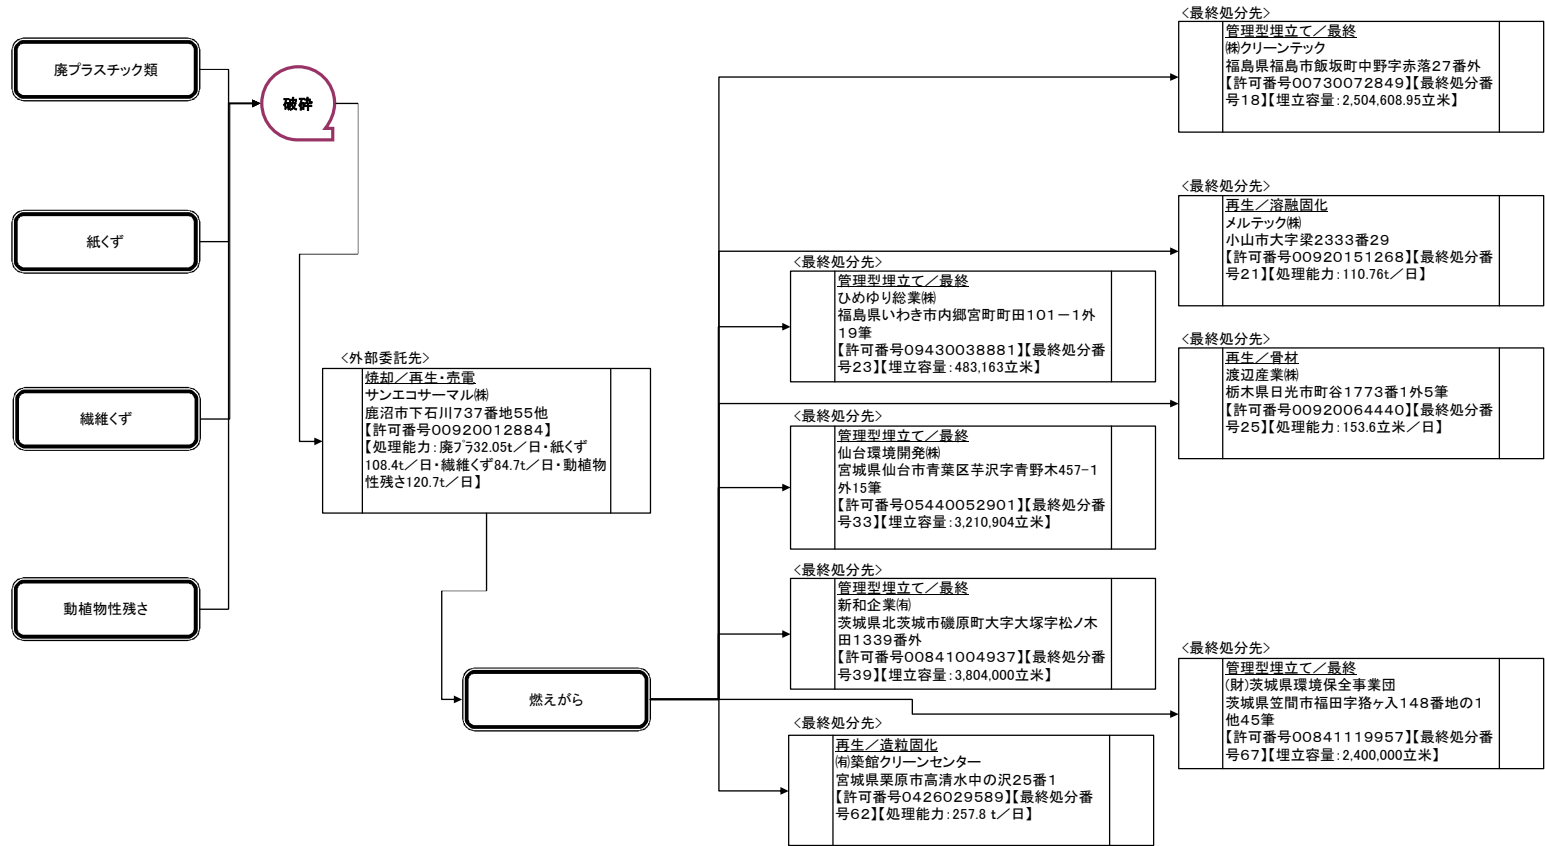 廃プラスチック類
紙くず
繊維くず
動植物性残さ
破砕
<外部委託先>
焼却／再生・売電
サンエコサーマル㈱
鹿沼市下石川737番地55他
【許可番号00920012884】
【処理能力：廃プラ32.05t／日・紙くず
108.4t／日・繊維くず84.7t／日・動植物
性残さ120.7t／日】
燃えがら
<最終処分先>
管理型埋立て／最終
ひめゆり総業㈱
福島県いわき市内郷宮町町田101－1外
19筆
【許可番号09430038881】【最終処分番
号23】【埋立容量：483,163立米】
<最終処分先>
管理型埋立て／最終
仙台環境開発㈱
宮城県仙台市青葉区芋沢字青野木457-1
外15筆
【許可番号05440052901】【最終処分番
号33】【埋立容量：3,210,904立米】
<最終処分先>
管理型埋立て／最終
新和企業㈲
茨城県北茨城市磯原町大字大塚字松ノ木
田1339番外
【許可番号00841004937】【最終処分番
号39】【埋立容量：3,804,000立米】
<最終処分先>
再生／造粒固化
㈲築館クリーンセンター
宮城県栗原市高清水中の沢25番1
【許可番号0426029589】【最終処分番
号62】【処理能力：257.8 t／日】
<最終処分先>
管理型埋立て／最終
㈱クリーンテック
福島県福島市飯坂町中野字赤落27番外
【許可番号00730072849】【最終処分番
号18】【埋立容量：2,504,608.95立米】
<最終処分先>
再生／溶融固化
メルテック㈱
小山市大字梁2333番29
【許可番号00920151268】【最終処分番
号21】【処理能力：110.76t／日】
<最終処分先>
再生／骨材
渡辺産業㈱
栃木県日光市町谷1773番1外5筆
【許可番号00920064440】【最終処分番
号25】【処理能力：153.6立米／日】
<最終処分先>
管理型埋立て／最終
(財)茨城県環境保全事業団
茨城県笠間市福田字狢ヶ入148番地の1
他45筆
【許可番号00841119957】【最終処分番
号67】【埋立容量：2,400,000立米】